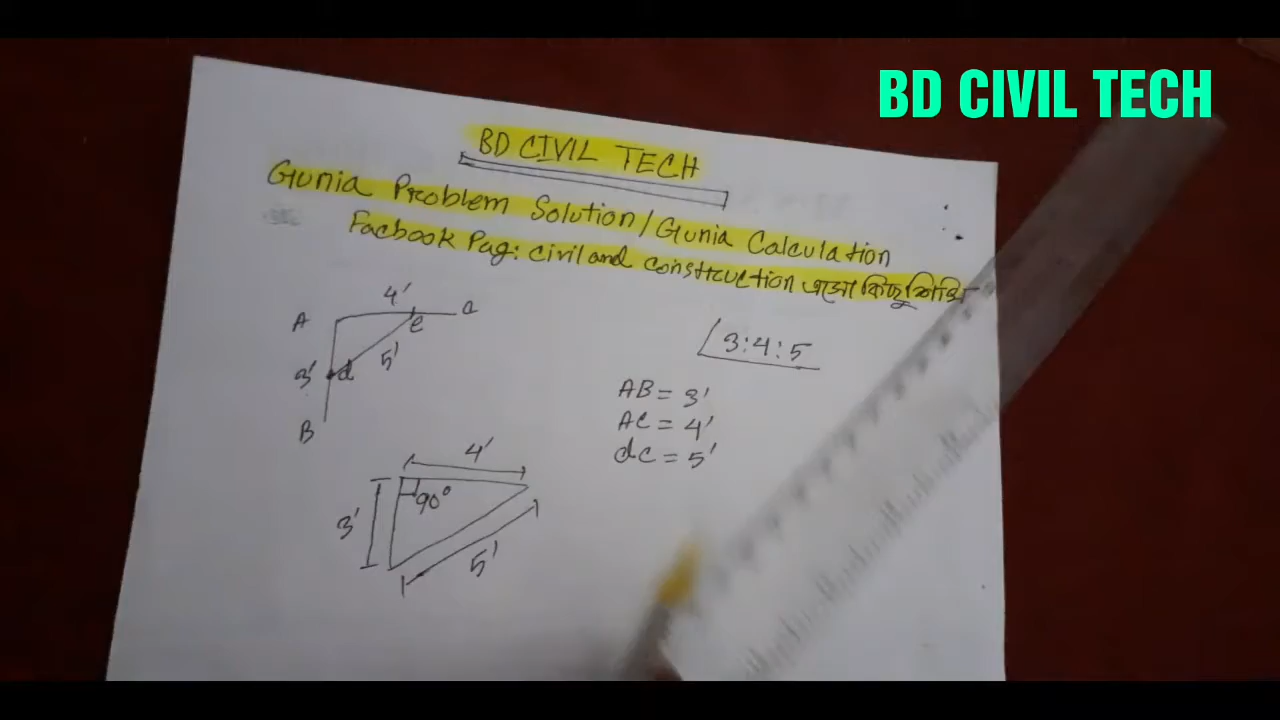 BD CIVIL TECH
BD CIVIL TECH
Gunia Problem Solution/Gunia Calculation
Facbook Pag: civil and construction এসো কিছু শিখি
4'
A
e
a
3'
d
5'
B
3:4:5
AB = 3'
AC = 4'
dc = 5'
4'
90°
3'
5'